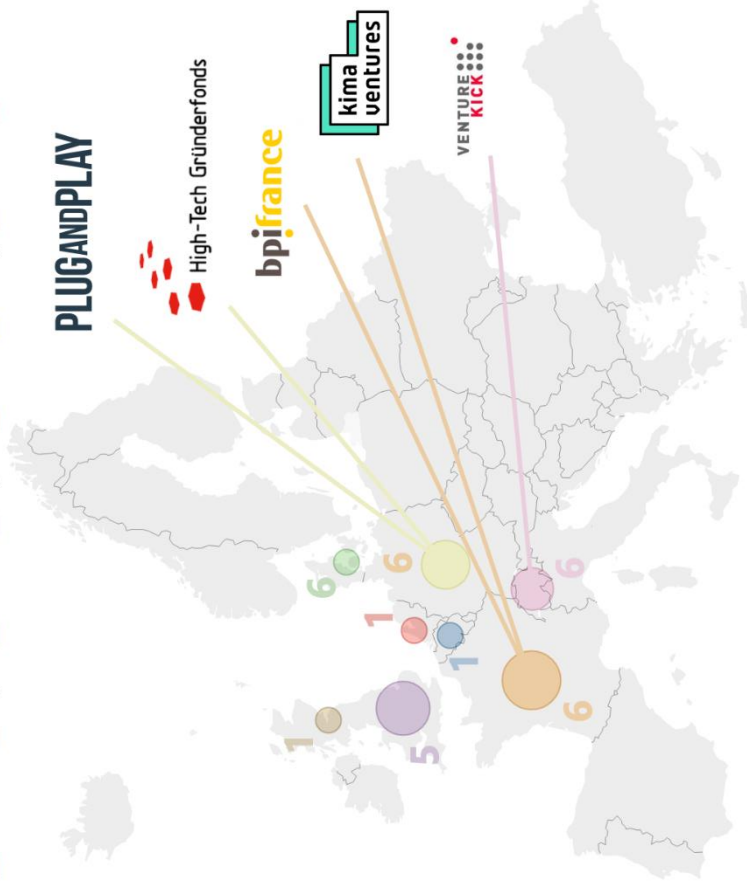 PLUGANDPLAY
High-Tech Gründerfonds
bpifrance
kima
ventures
VENTURE
KICK
6
6
1
1
1
5
6
6